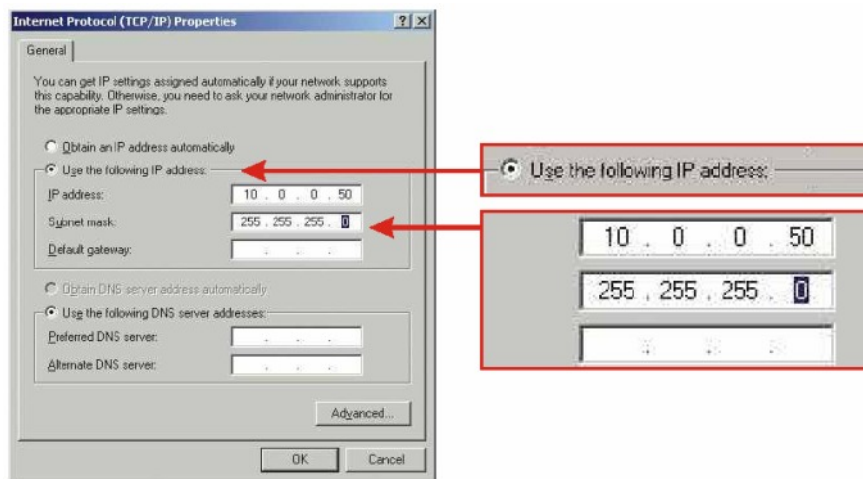 Internet Protocol (TCP/IP) Properties
General
You can get IP settings assigned automatically if your network supports
this capability. Otherwise, you need to ask your network administrator for
the appropriate IP settings.
Obtain an IP address automatically
Use the following IP address:
IP address:
10 . 0 . 0 . 50
Subnet mask:
255 . 255 . 255 . 0
Default gateway:
. . .
Obtain DNS server address automatically
Use the following DNS server addresses:
Preferred DNS server:
. . .
Alternate DNS server:
. . .
Advanced...
OK
Cancel
Use the following IP address:
10 . 0 . 0 . 50
255 . 255 . 255 . 0
. . .